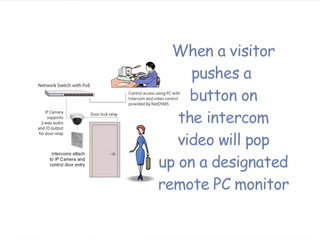 When a visitor
pushes a
button on
the intercom
video will pop
up on a designated
remote PC monitor
Network Switch with PoE
Control access using PC with
Intercom and video control
provided by NetDVMS
IP Camera
supports
2-way audio
and IO output
for door relay
Door lock relay
Intercoms attach
to IP Camera and
control door entry